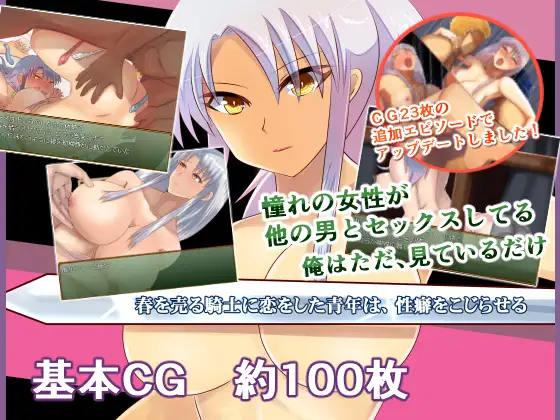 CG23枚の
追加エピソードで
アップデートしました!
憧れの女性が
他の男とセックスしてる
俺はただ、見ているだけ
春を売る騎士に恋をした青年は、性癖をこじらせる
基本CG 約100枚